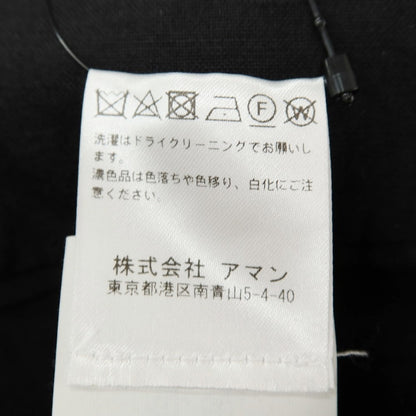 F W
洗濯はドライクリーニングでお願いし
ます。
濃色品は色落ちや色移り、白化にご注
意ください。
株式会社 アマン
東京都港区南青山5-4-40